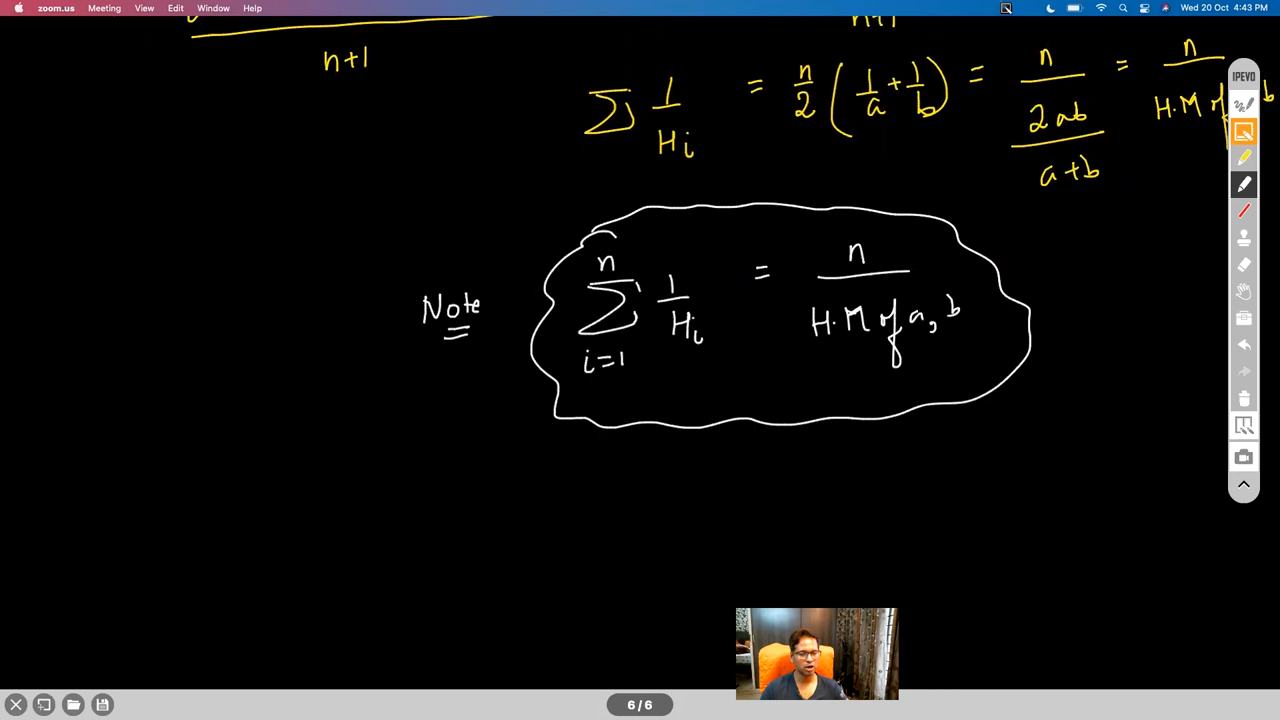 zoom.us Meeting View Edit Window Help Wed 20 Oct 4:43 PM
n+1
n+1
∑ 1/Hi = n/2 (1/a + 1/b) = n/(2ab/(a+b)) = n/(H.M of b
IPEVO
Note
n∑i=1 1/Hi = n/(H.M of a, b)
6/6